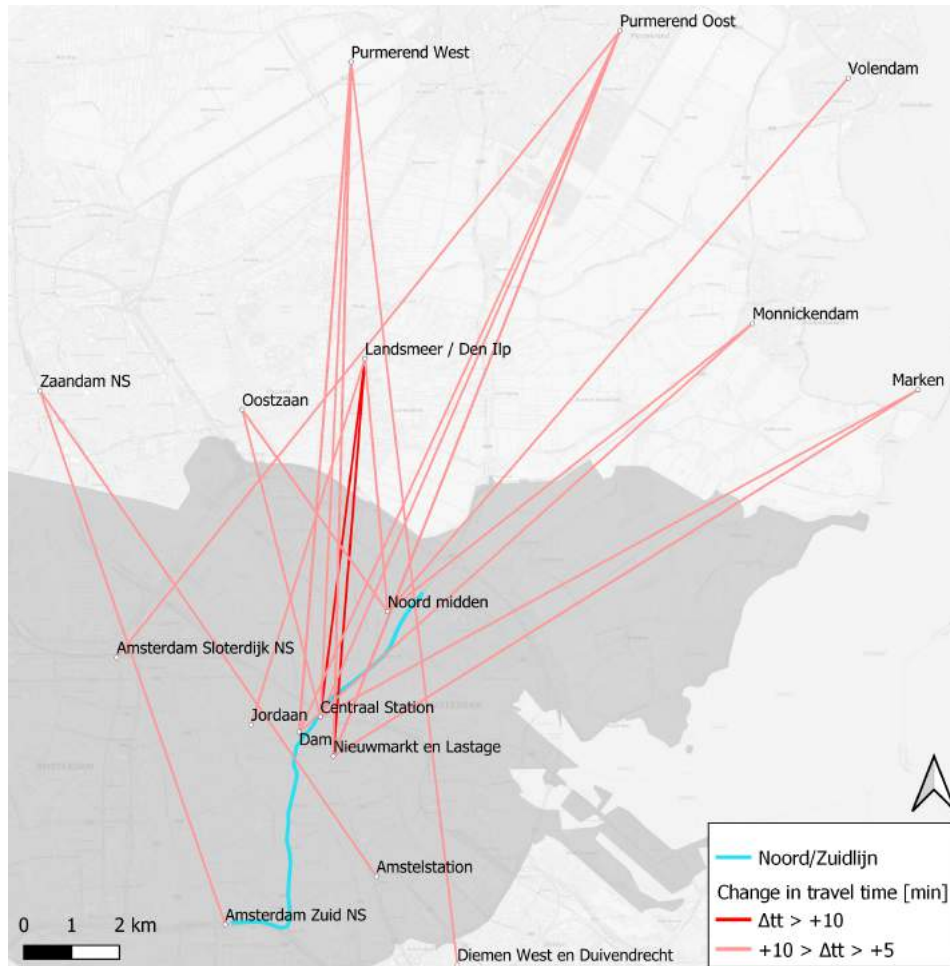 Purmerend Oost
Purmerend West
Volendam
Monnickendam
Landsmeer / Den Ilp
Zaandam NS
Marken
Oostzaan
Noord midden
Amsterdam Sloterdijk NS
Centraal Station
Jordaan
Dam
Nieuwmarkt en Lastage
Amstelstation
Amsterdam Zuid NS
Diemen West en Duivendrecht
0 1 2 km
Noord/Zuidlijn
Change in travel time [min]
Δtt > +10
+10 > Δtt > +5